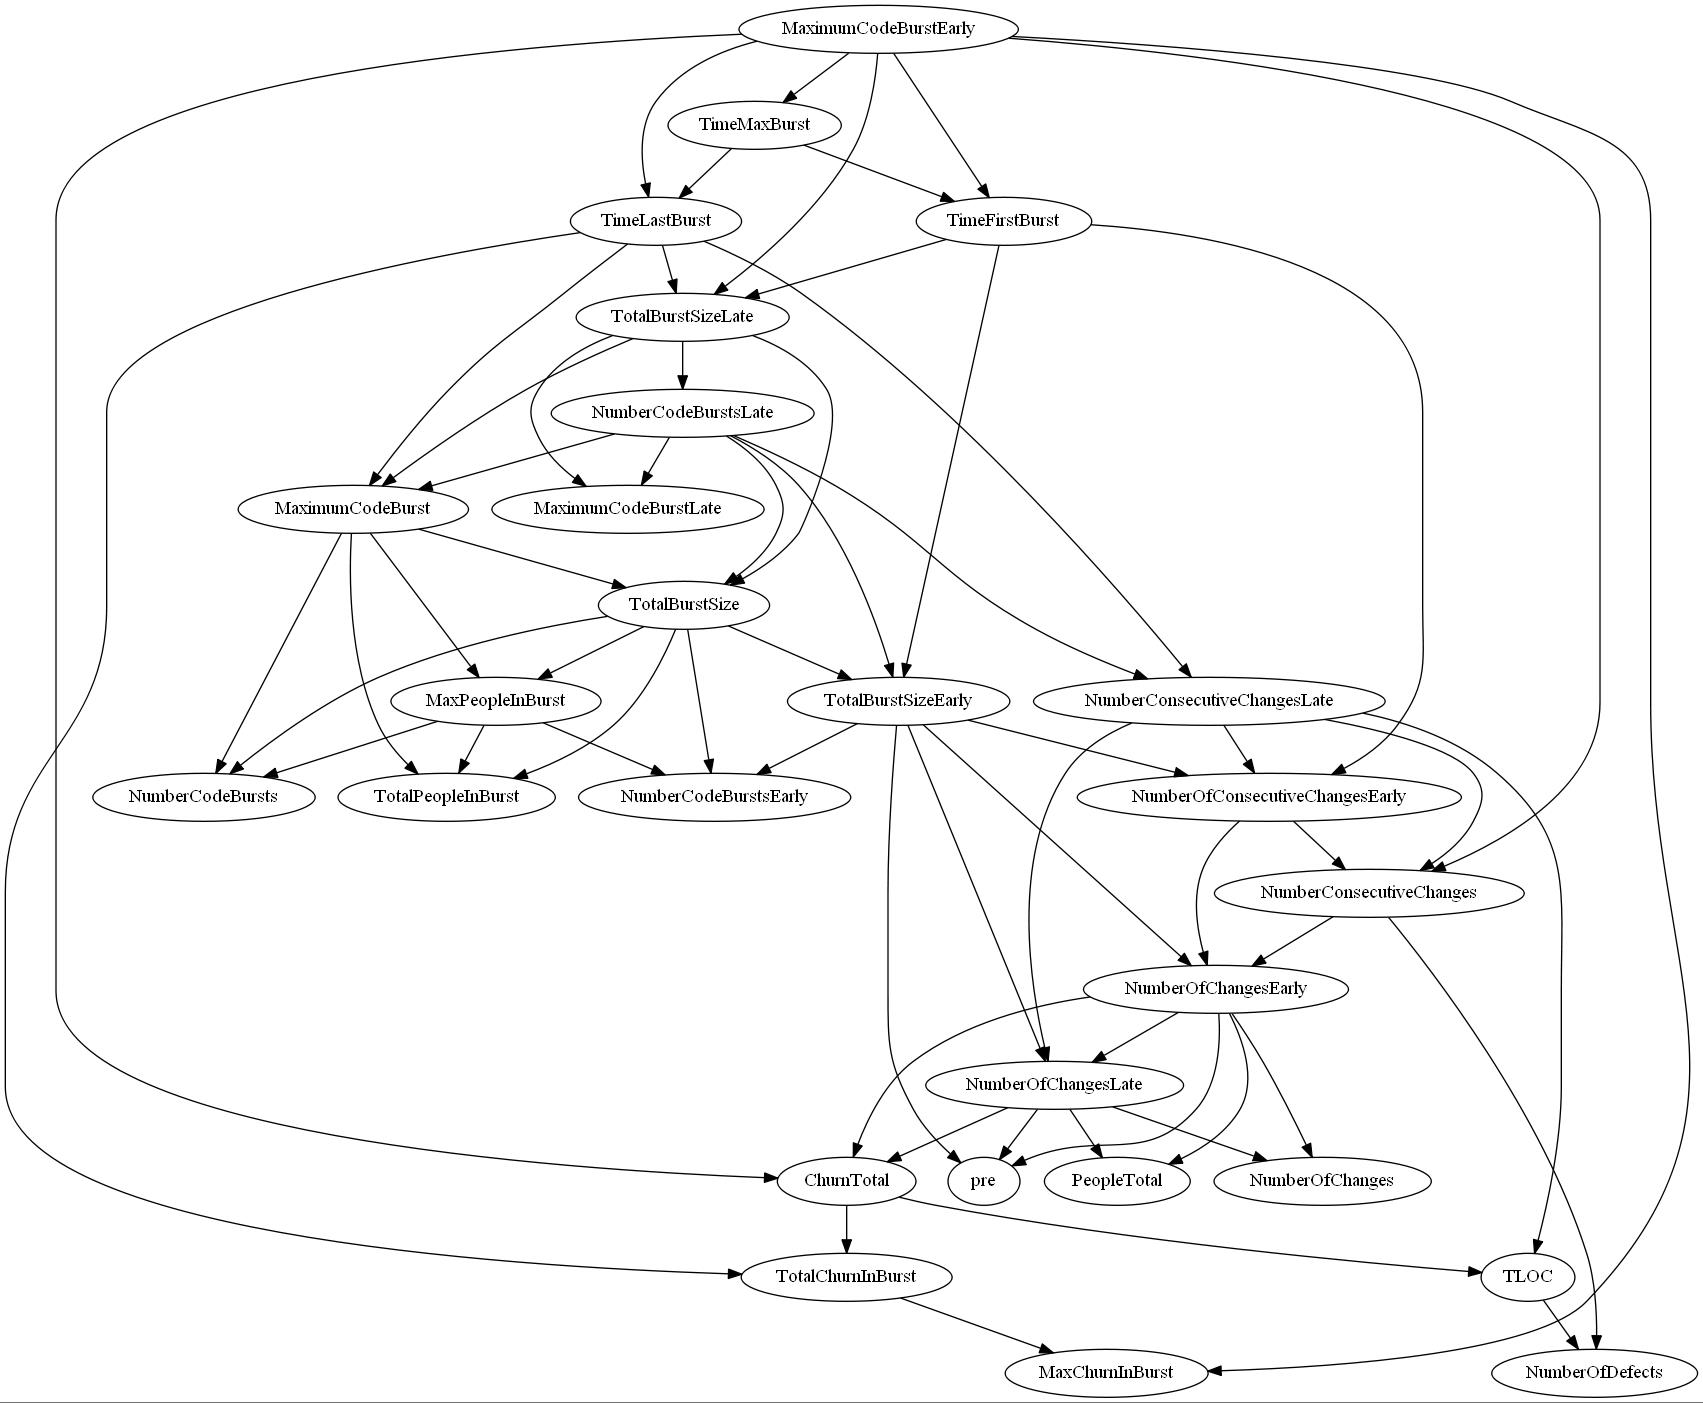 MaximumCodeBurstEarly
TimeMaxBurst
TimeLastBurst
TimeFirstBurst
TotalBurstSizeLate
NumberCodeBurstsLate
MaximumCodeBurst
MaximumCodeBurstLate
TotalBurstSize
MaxPeopleInBurst
TotalBurstSizeEarly
NumberConsecutiveChangesLate
NumberCodeBursts
TotalPeopleInBurst
NumberCodeBurstsEarly
NumberOfConsecutiveChangesEarly
NumberConsecutiveChanges
NumberOfChangesEarly
NumberOfChangesLate
ChurnTotal
pre
PeopleTotal
NumberOfChanges
TotalChurnInBurst
TLOC
MaxChurnInBurst
NumberOfDefects